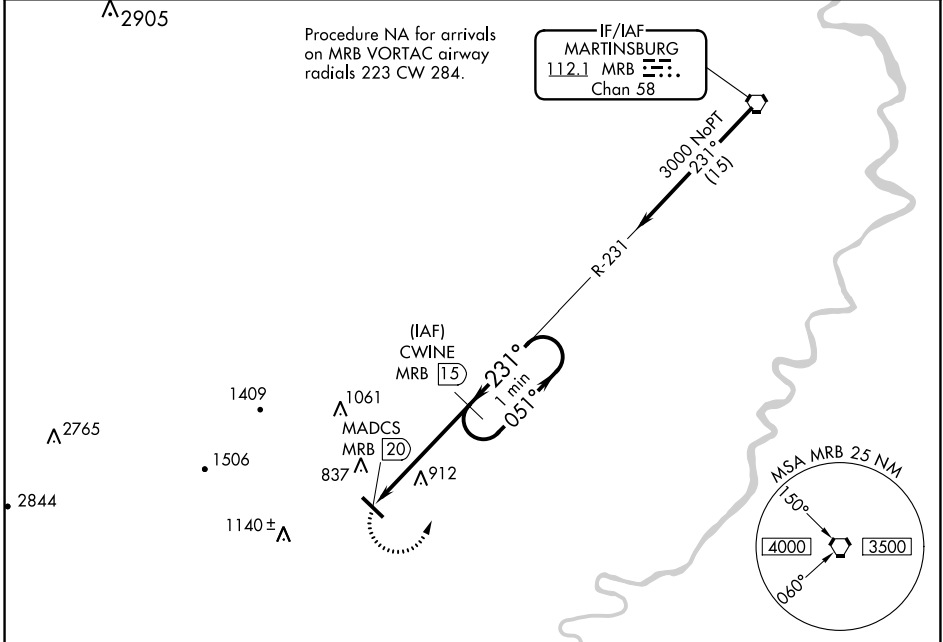 2905
Procedure NA for arrivals
on MRB VORTAC airway
radials 223 CW 284.
IF/IAF
MARTINSBURG
112.1 MRB
Chan 58
3000 NoPT
231°
(15)
R-231
(IAF)
CWINE
MRB 15
231°
1 min
051°
1409
1061
MADCS
MRB 20
2765
1506
837
912
2844
1140±
MSA MRB 25 NM
150°
4000
3500
060°